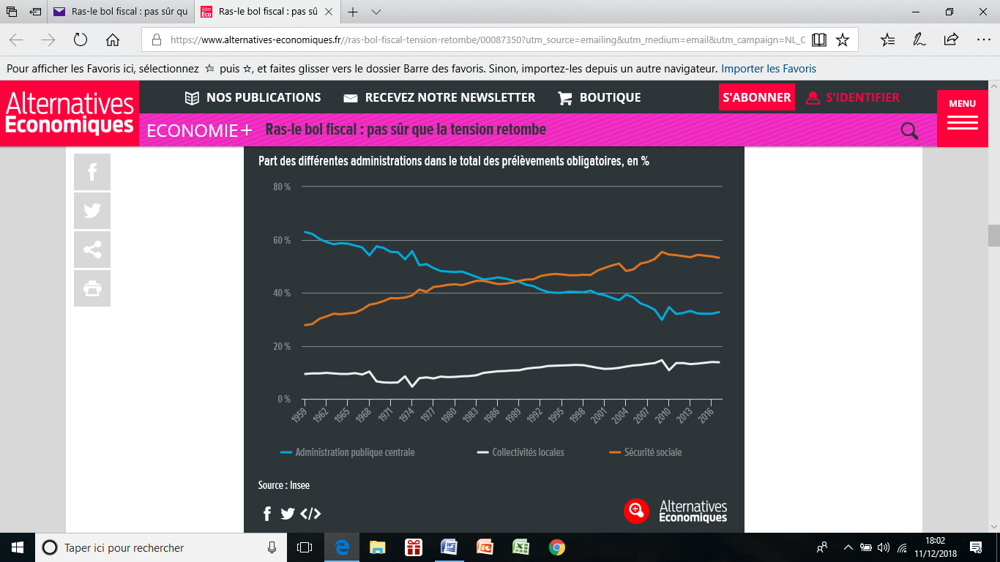 Ras-le bol fiscal : pas sûr qu
Ras-le bol fiscal : pas sû
https://www.alternatives-economiques.fr//ras-bol-fiscal-tension-retombe/00087350?utm_source=emailing&utm_medium=email&utm_campaign=NL_C
Pour afficher les Favoris ici, sélectionnez puis ☆, et faites glisser vers le dossier Barre des favoris. Sinon, importez-les depuis un autre navigateur. Importer les Favoris
Alternatives
Economiques
NOS PUBLICATIONS
RECEVEZ NOTRE NEWSLETTER
BOUTIQUE
S'ABONNER
S'IDENTIFIER
MENU
ECONOMIE+
Ras-le bol fiscal : pas sûr que la tension retombe
Part des différentes administrations dans le total des prélèvements obligatoires, en %
80 %
60 %
40 %
20 %
0 %
1959 1962 1965 1968 1971 1974 1977 1980 1983 1986 1989 1992 1995 1998 2001 2004 2007 2010 2013 2016
Administration publique centrale
Collectivités locales
Sécurité sociale
Source : Insee
Alternatives
Economiques
Taper ici pour rechercher
18:02
11/12/2018